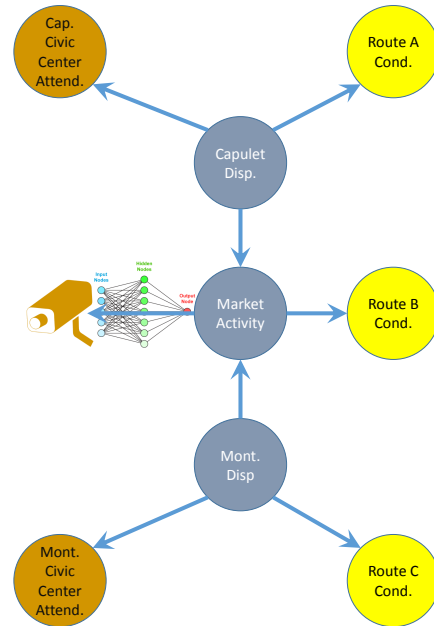 Cap.
Civic
Center
Attend.
Route A
Cond.
Capulet
Disp.
Hidden
Nodes
Input
Nodes
Output
Node
Market
Activity
Route B
Cond.
Mont.
Disp
Mont.
Civic
Center
Attend.
Route C
Cond.